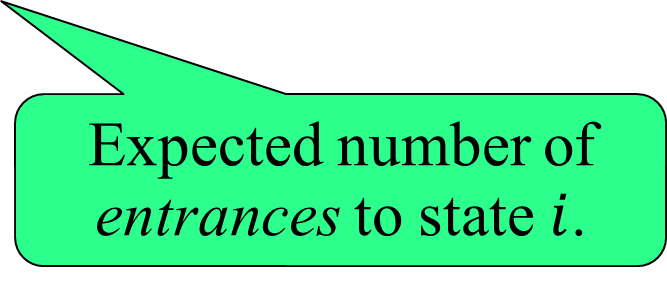 Expected number of
entrances to state i.